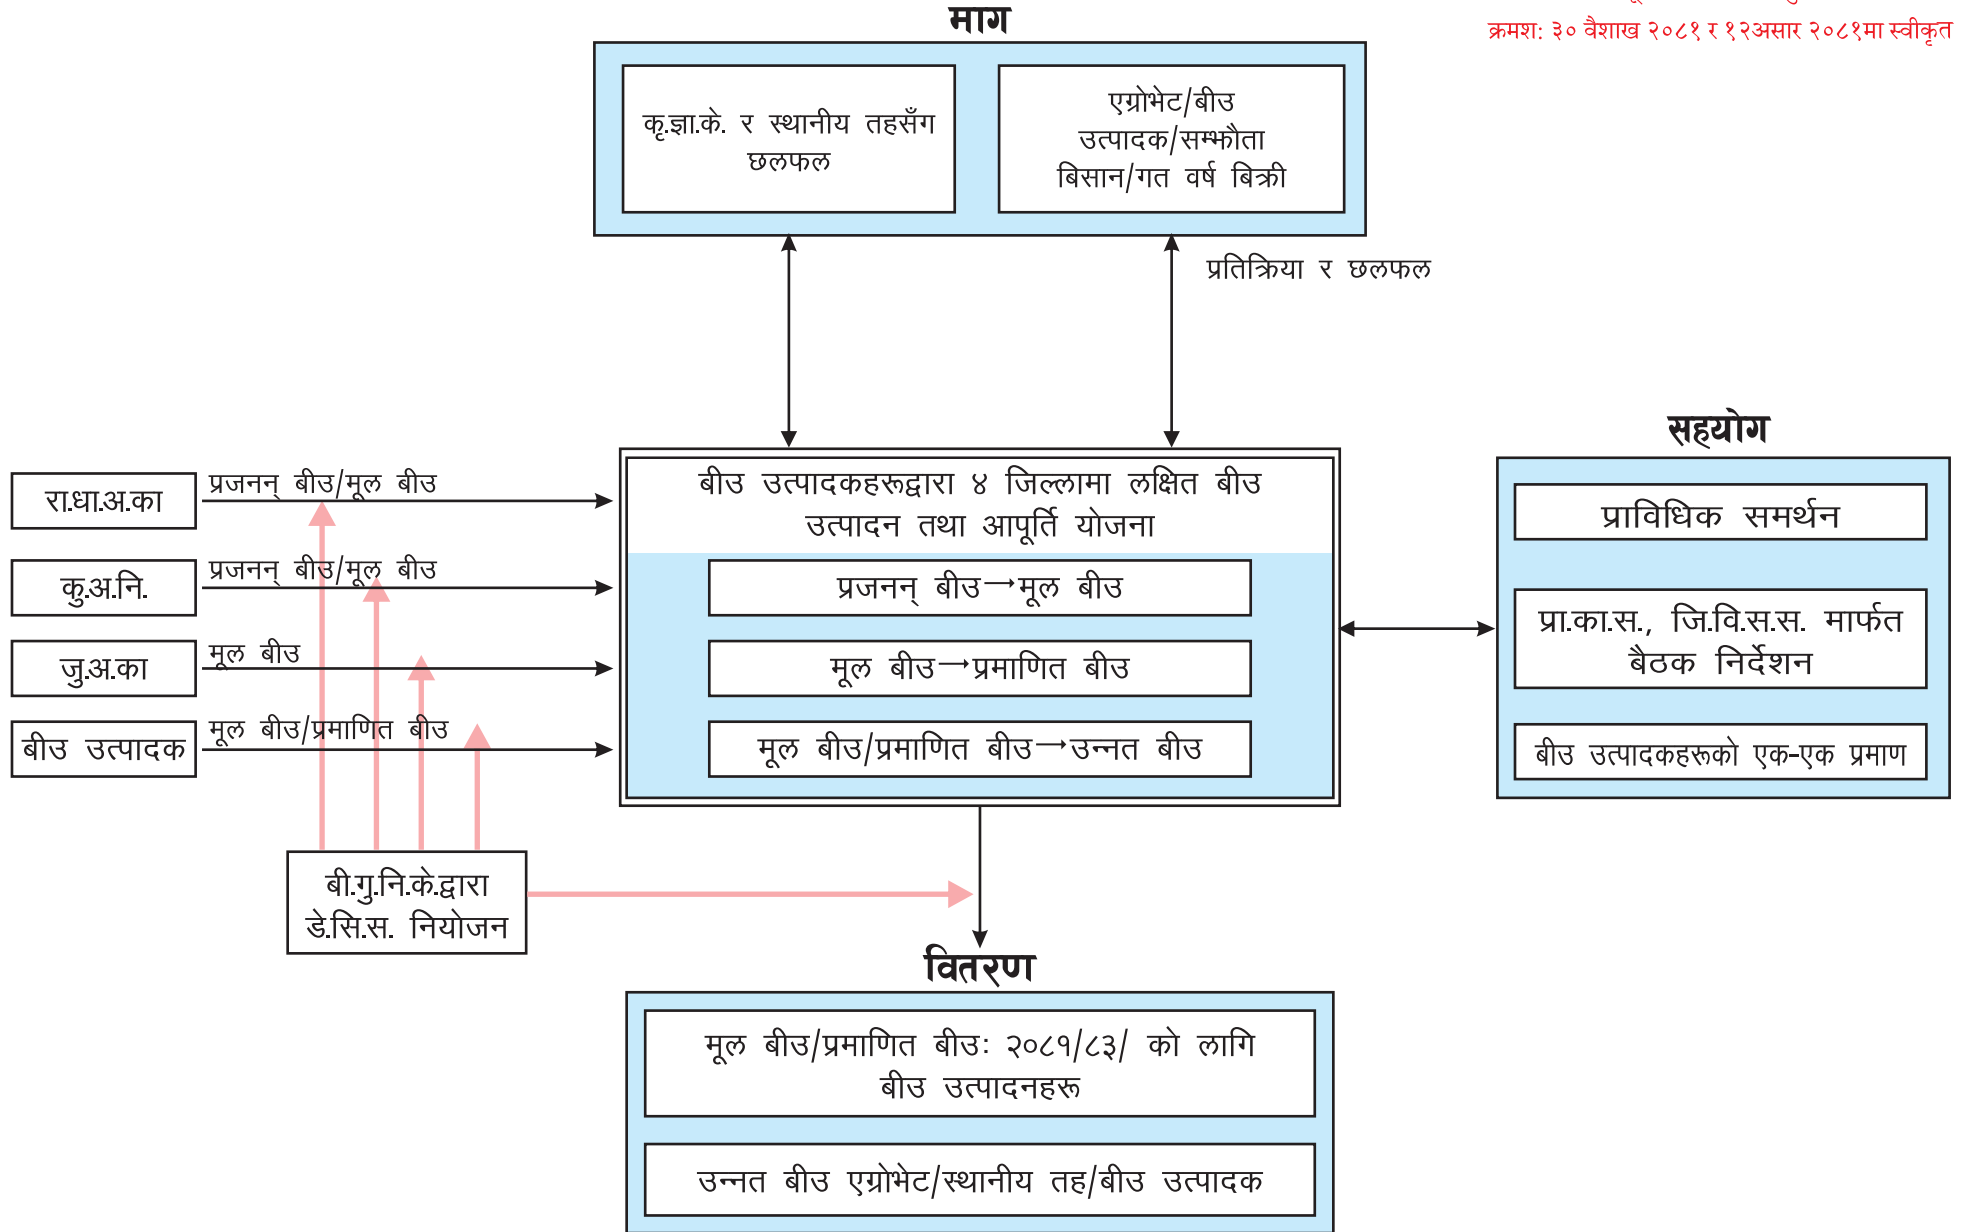 माग
क्रमश: ३० वैशाख २०८१ र १२असार २०८१मा स्वीकृत
कृ.ज्ञा.के. र स्थानीय तहसँग
छलफल
एग्रोभेट/बीउ
उत्पादक/सम्झौता
बिसान/गत वर्ष बिक्री
प्रतिक्रिया र छलफल
सहयोग
रा.धा.अ.का
प्रजनन् बीउ/मूल बीउ
कु.अ.नि.
प्रजनन् बीउ/मूल बीउ
जु.अ.का
मूल बीउ
बीउ उत्पादक
मूल बीउ/प्रमाणित बीउ
बीउ उत्पादकहरूद्वारा ४ जिल्लामा लक्षित बीउ
उत्पादन तथा आपूर्ति योजना
प्रजनन् बीउ→मूल बीउ
मूल बीउ→प्रमाणित बीउ
मूल बीउ/प्रमाणित बीउ→उन्नत बीउ
प्राविधिक समर्थन
प्रा.का.स., जि.वि.स.स. मार्फत
बैठक निर्देशन
बीउ उत्पादकहरूको एक-एक प्रमाण
बी.गु.नि.के.द्वारा
डे.सि.स. नियोजन
वितरण
मूल बीउ/प्रमाणित बीउ: २०८१/८३/ को लागि
बीउ उत्पादनहरू
उन्नत बीउ एग्रोभेट/स्थानीय तह/बीउ उत्पादक